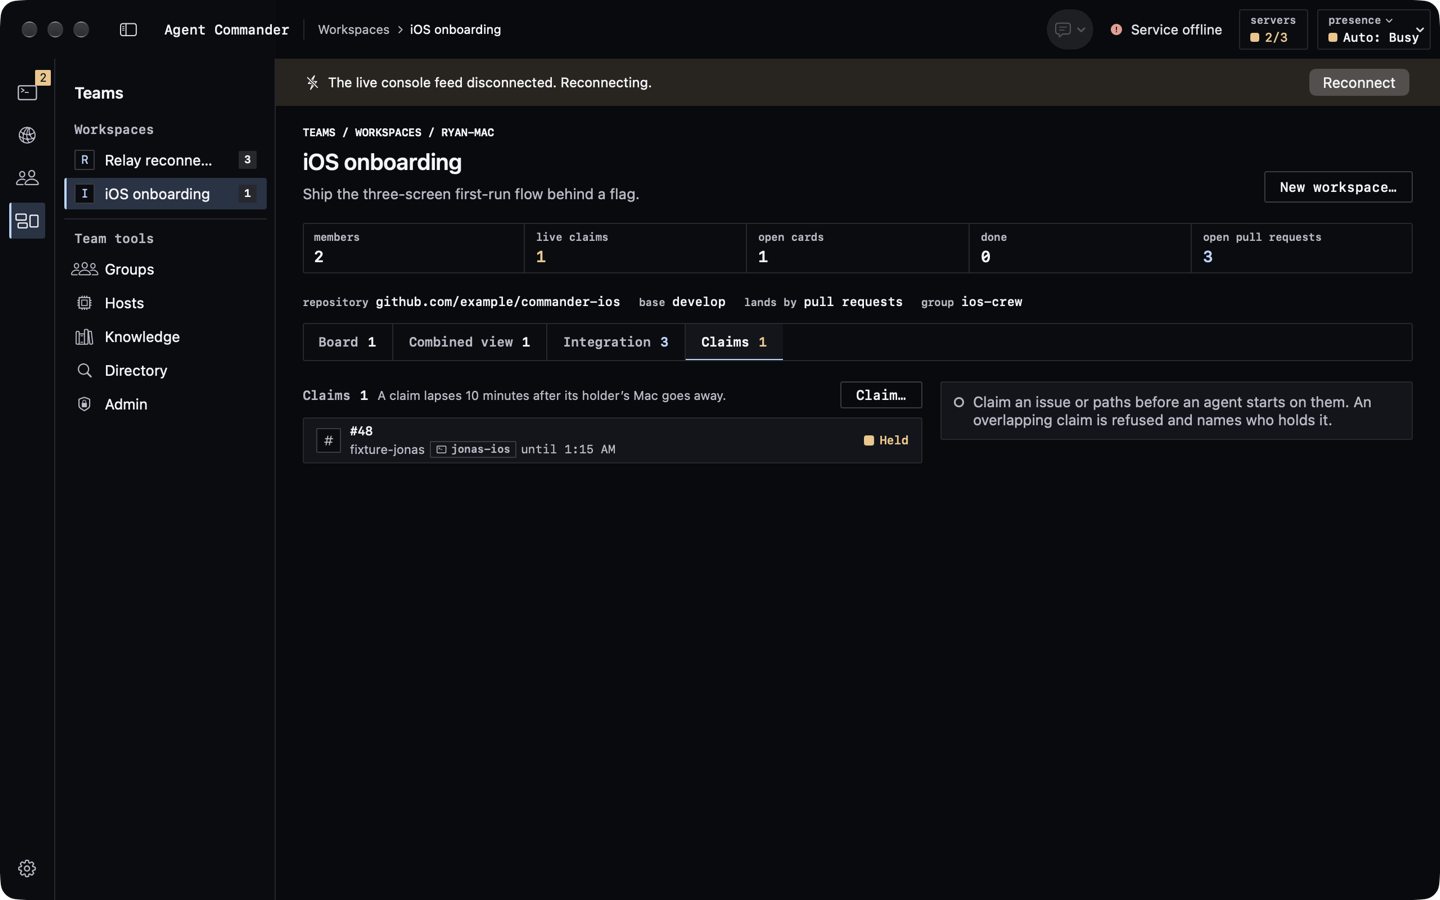 Agent Commander
Workspaces > iOS onboarding
Service offline
servers
2/3
presence
Auto: Busy
2
Teams
Workspaces
R Relay reconne... 3
I iOS onboarding 1
Team tools
Groups
Hosts
Knowledge
Directory
Admin
The live console feed disconnected. Reconnecting.
Reconnect
TEAMS / WORKSPACES / RYAN-MAC
iOS onboarding
Ship the three-screen first-run flow behind a flag.
New workspace…
members
2
live claims
1
open cards
1
done
0
open pull requests
3
repository github.com/example/commander-ios base develop lands by pull requests group ios-crew
Board 1
Combined view 1
Integration 3
Claims 1
Claims 1 A claim lapses 10 minutes after its holder’s Mac goes away.
Claim…
# #48
fixture-jonas jonas-ios until 1:15 AM
Held
Claim an issue or paths before an agent starts on them. An
overlapping claim is refused and names who holds it.